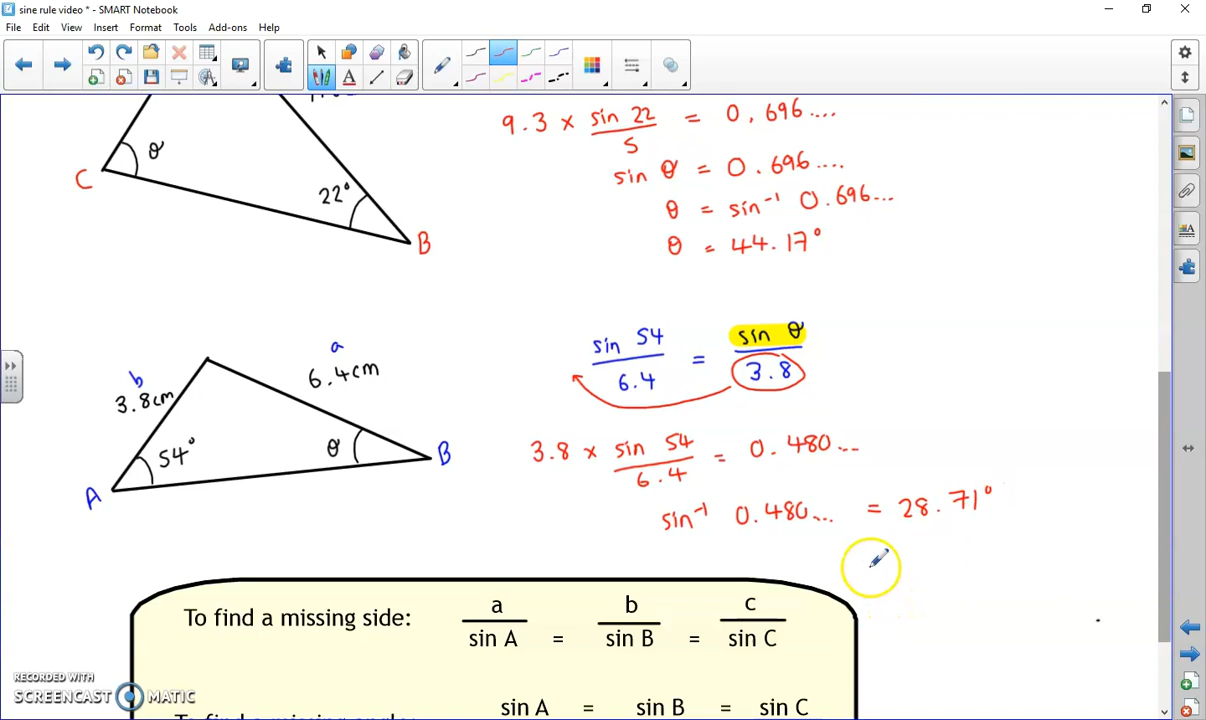 sine rule video * - SMART Notebook
File Edit View Insert Format Tools Add-ons Help
9.3 × sin 22 / 5 = 0.696....
C θ
sin θ = 0.696....
22°
θ = sin⁻¹ 0.696...
B
θ = 44.17°
sin 54 / 6.4 = sin θ / 3.8
a
6.4cm
b
3.8cm
54°
θ
B
A
3.8 × sin 54 / 6.4 = 0.480...
sin⁻¹ 0.480... = 28.71°
To find a missing side: a / sin A = b / sin B = c / sin C
sin A = sin B = sin C
RECORDED WITH
SCREENCAST MATIC